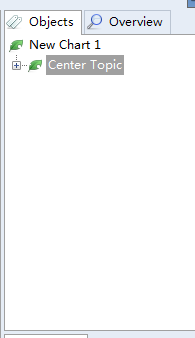 Objects Overview
New Chart 1
Center Topic